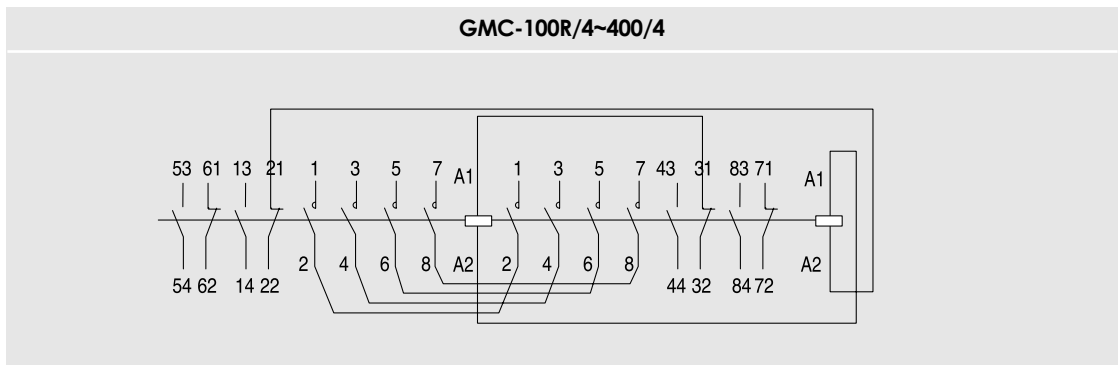 GMC-100R/4~400/4
53 61 13 21 1 3 5 7 A1 1 3 5 7 43 31 83 71 A1
2 4 6 8 A2 2 4 6 8 A2
54 62 14 22 44 32 84 72